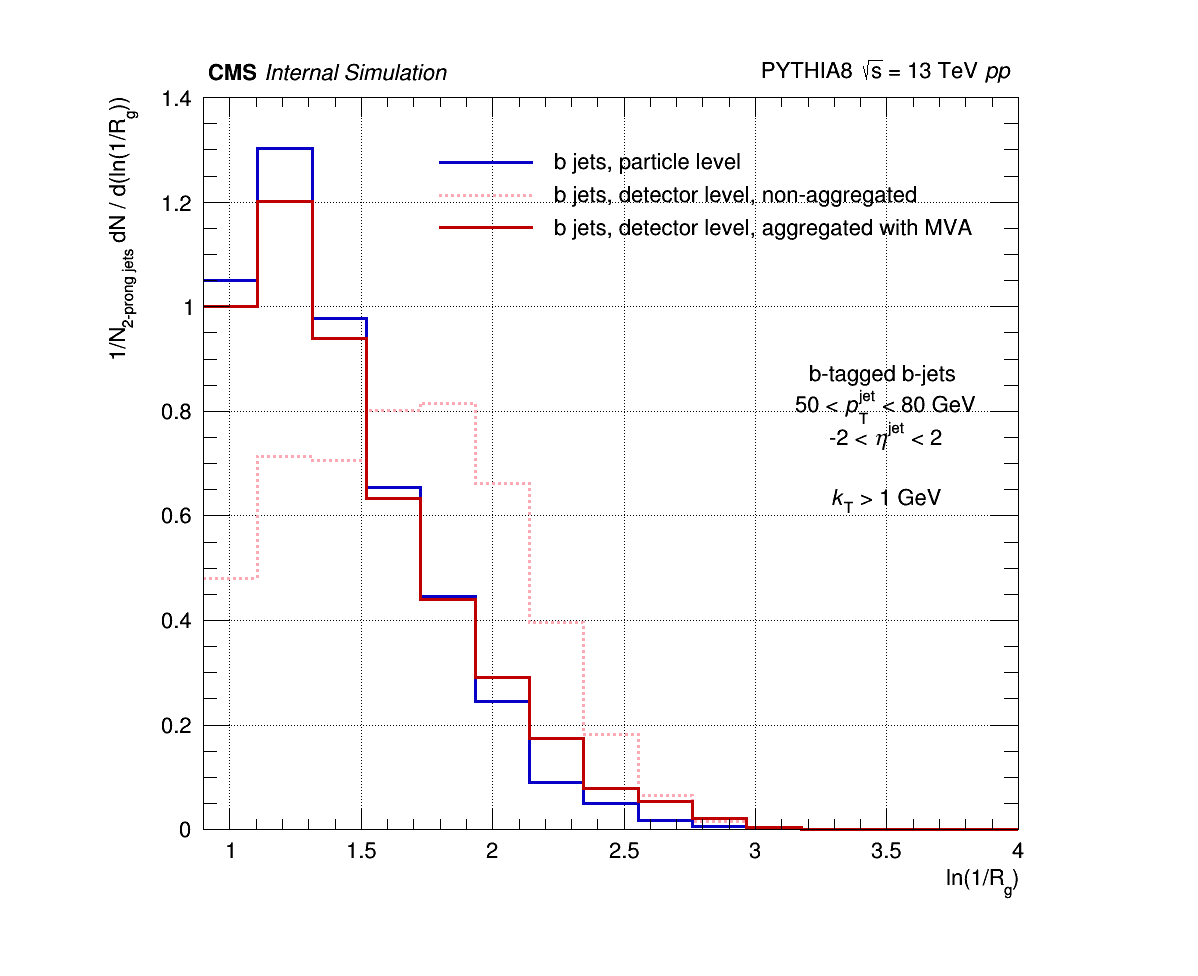 CMS Internal Simulation
PYTHIA8 √s = 13 TeV pp
1/N2-prong jets dN / d(ln(1/Rg))
1.4
1.2
1
0.8
0.6
0.4
0.2
0
b jets, particle level
b jets, detector level, non-aggregated
b jets, detector level, aggregated with MVA
b-tagged b-jets
50 < pTjet < 80 GeV
-2 < ηjet < 2
kT > 1 GeV
1 1.5 2 2.5 3 3.5 4
ln(1/Rg)